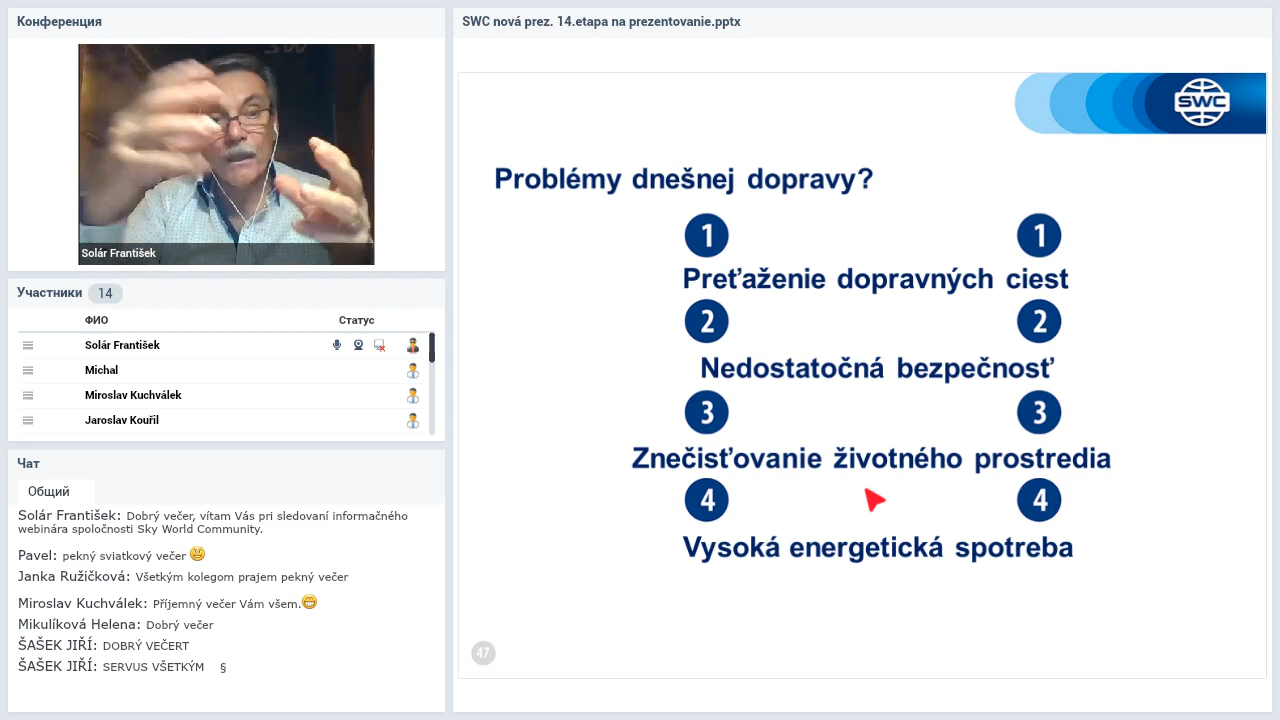 Конференция
Solár František
Участники 14
ФИО Статус
Solár František
Michal
Miroslav Kuchválek
Jaroslav Kouřil
Чат
Общий
Solár František: Dobrý večer, vítam Vás pri sledovaní informačného
webinára spoločnosti Sky World Community.
Pavel: pekný sviatkový večer
Janka Ružičková: Všetkým kolegom prajem pekný večer
Miroslav Kuchválek: Příjemný večer Vám všem.
Mikulíková Helena: Dobrý večer
ŠAŠEK JIŘÍ: DOBRÝ VEČERT
ŠAŠEK JIŘÍ: SERVUS VŠETKÝM §
SWC nová prez. 14.etapa na prezentovanie.pptx
SWC
Problémy dnešnej dopravy?
1 1
Preťaženie dopravných ciest
2 2
Nedostatočná bezpečnosť
3 3
Znečisťovanie životného prostredia
4 4
Vysoká energetická spotreba
47